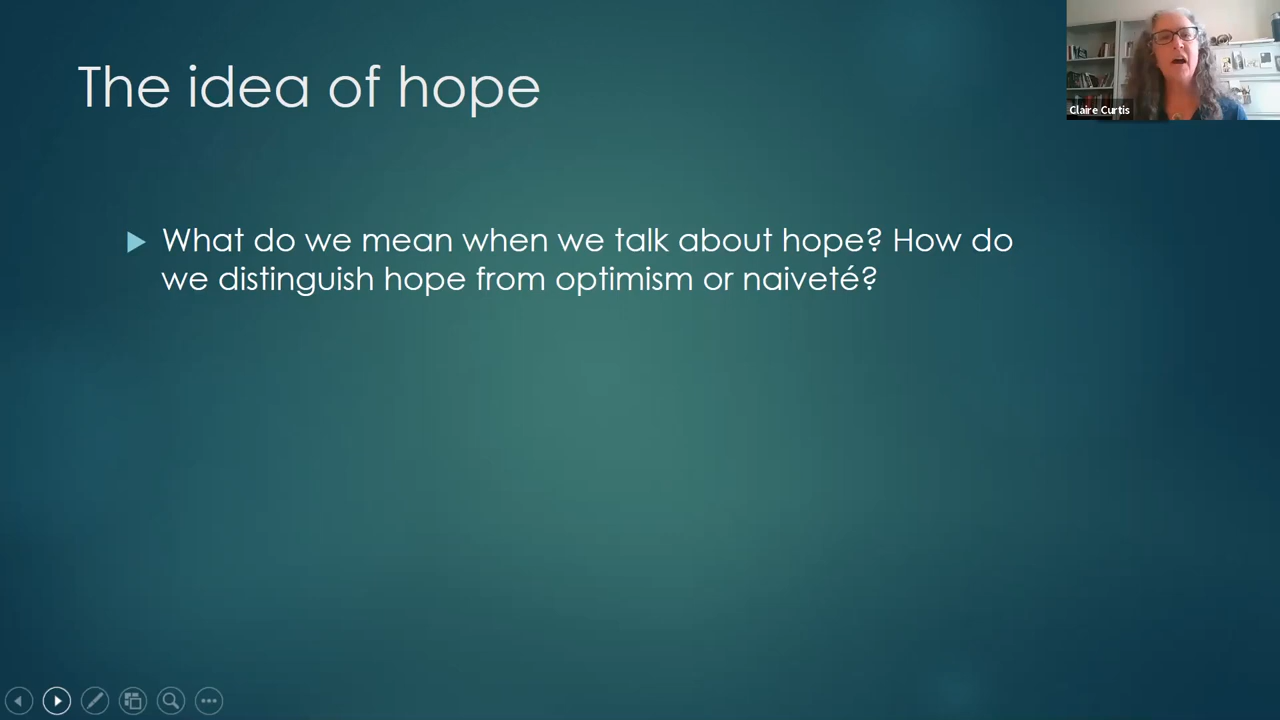 The idea of hope
Claire Curtis
What do we mean when we talk about hope? How do
we distinguish hope from optimism or naiveté?